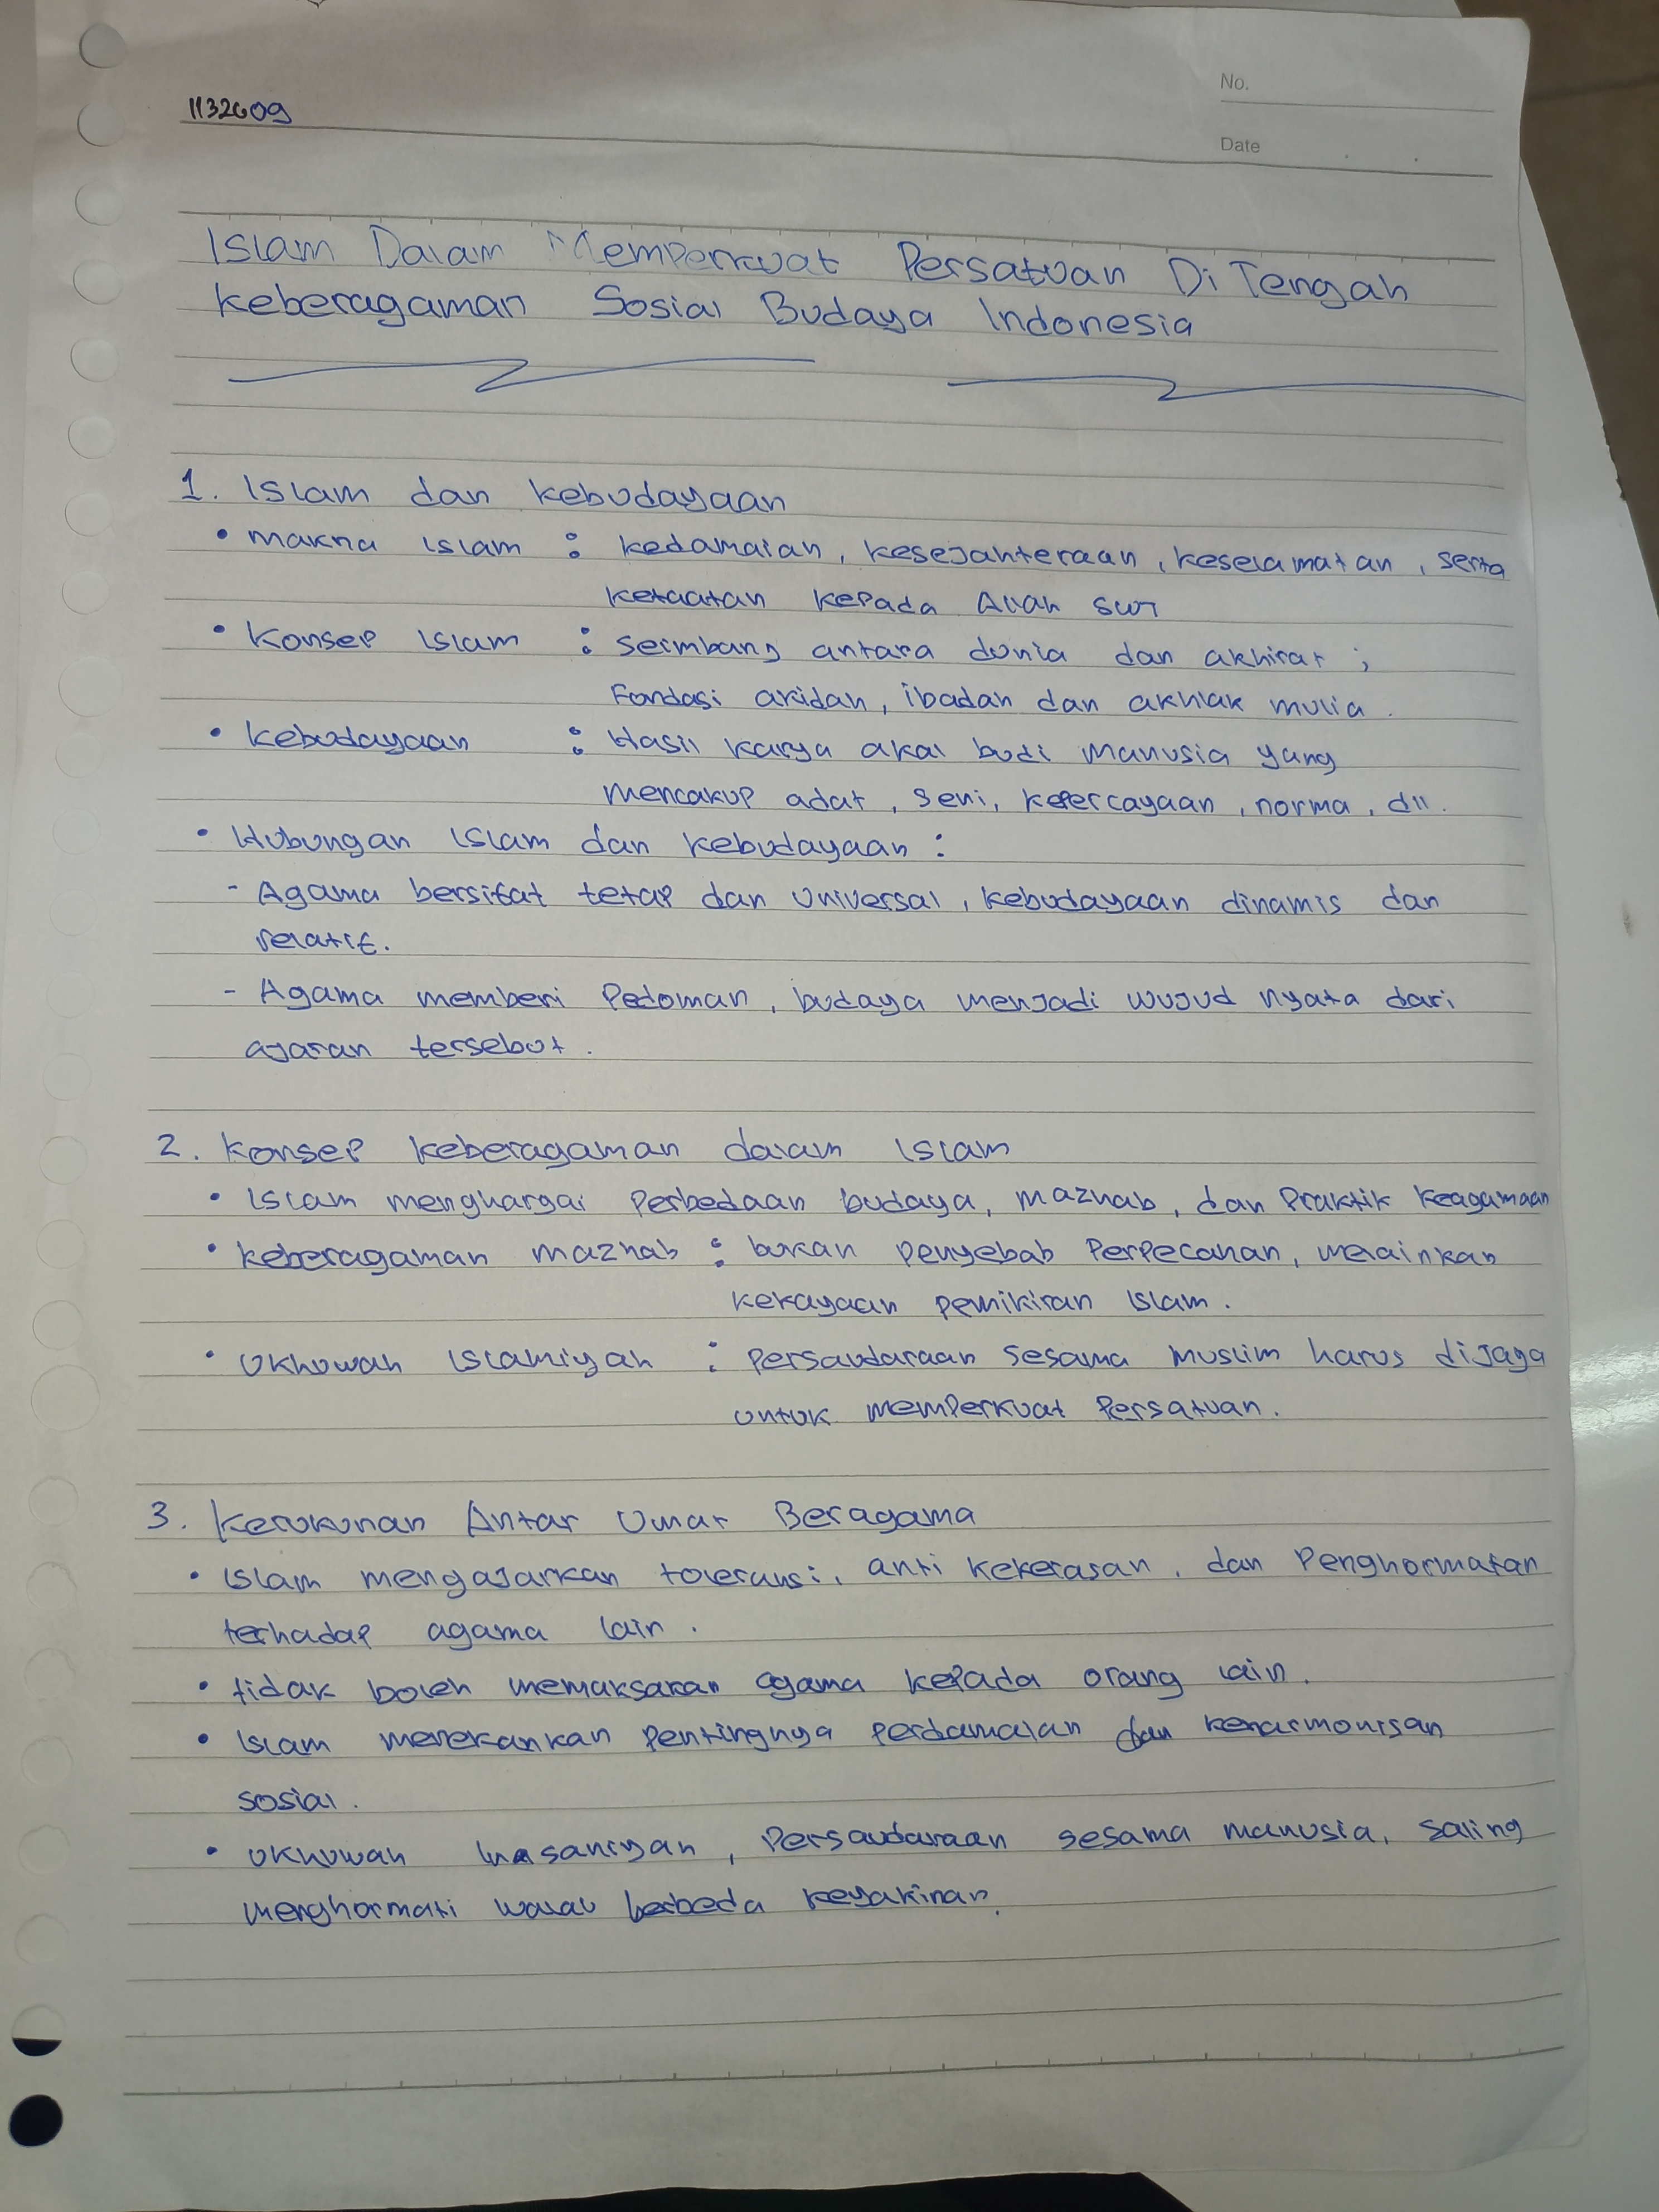 1132609
No.
Date
Islam Dalam Memperkuat Persatuan Di Tengah
Keberagaman Sosial Budaya Indonesia
1. Islam dan Kebudayaan
• Makna Islam : Kedamaian, Kesejahteraan, Keselamatan, serta
Ketaatan Kepada Allah SWT
• Konsep Islam : Seimbang antara dunia dan akhirat ;
Fondasi akidah, ibadah dan akhlak mulia.
• Kebudayaan : Hasil Karya akal budi Manusia yang
Mencakup adat, Seni, Kepercayaan, norma, dll.
• Hubungan Islam dan Kebudayaan :
- Agama bersifat tetap dan Universal, Kebudayaan dinamis dan
relatif.
- Agama memberi Pedoman, budaya menjadi wujud nyata dari
ajaran tersebut.
2. Konsep Keberagaman dalam Islam
• Islam menghargai Perbedaan budaya, Mazhab, dan Praktik Keagamaan
• Keberagaman Mazhab : bukan Penyebab Perpecahan, melainkan
Kekayaan pemikiran Islam.
• Ukhuwah Islamiyah : Persaudaraan Sesama Muslim harus dijaga
untuk memperkuat Persatuan.
3. Kerukunan Antar Umat Beragama
• Islam mengajarkan toleransi, anti Kekerasan, dan Penghormatan
terhadap agama lain.
• tidak boleh memaksakan agama kepada orang lain.
• Islam menekankan Pentingnya Perdamaian dan keharmonisan
sosial.
• Ukhuwah Insaniyah, Persaudaraan sesama manusia, saling
menghormati walau berbeda keyakinan.